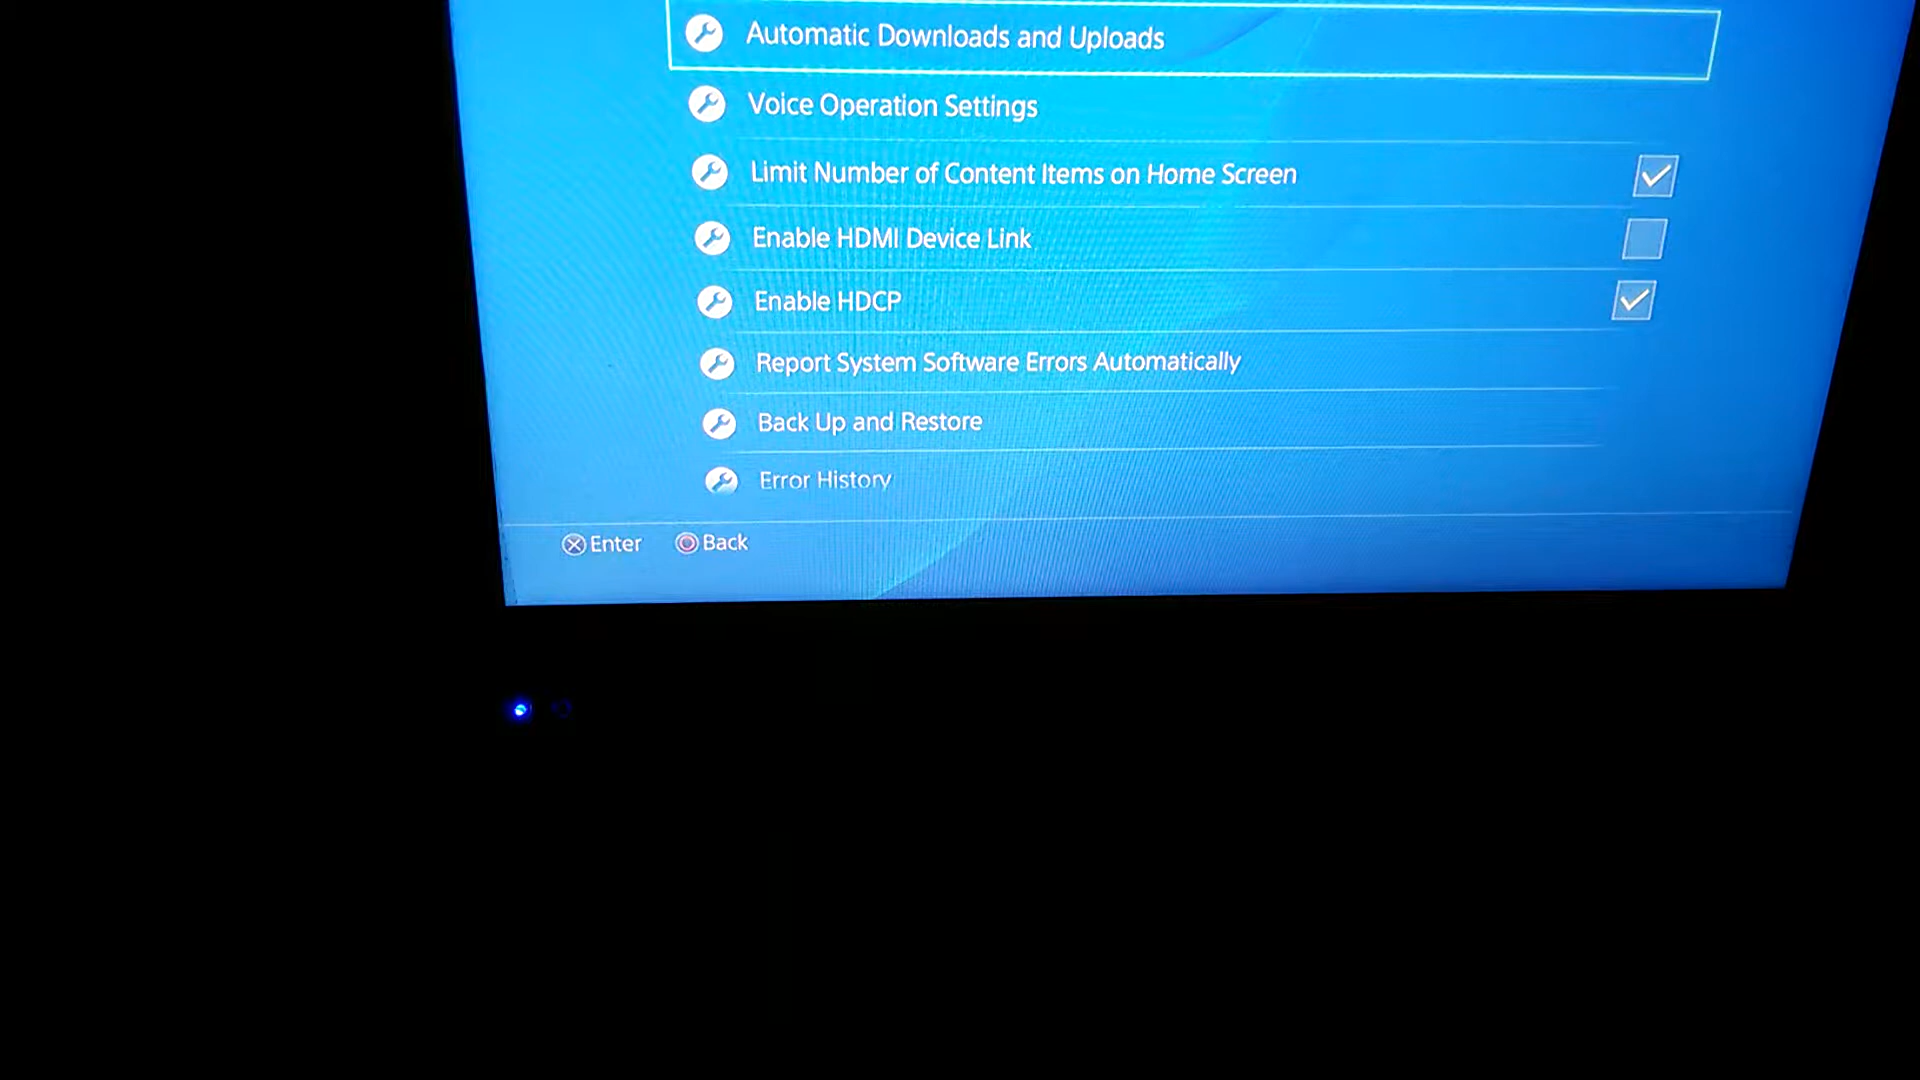 Automatic Downloads and Uploads
Voice Operation Settings
Limit Number of Content Items on Home Screen
Enable HDMI Device Link
Enable HDCP
Report System Software Errors Automatically
Back Up and Restore
Error History
Enter Back